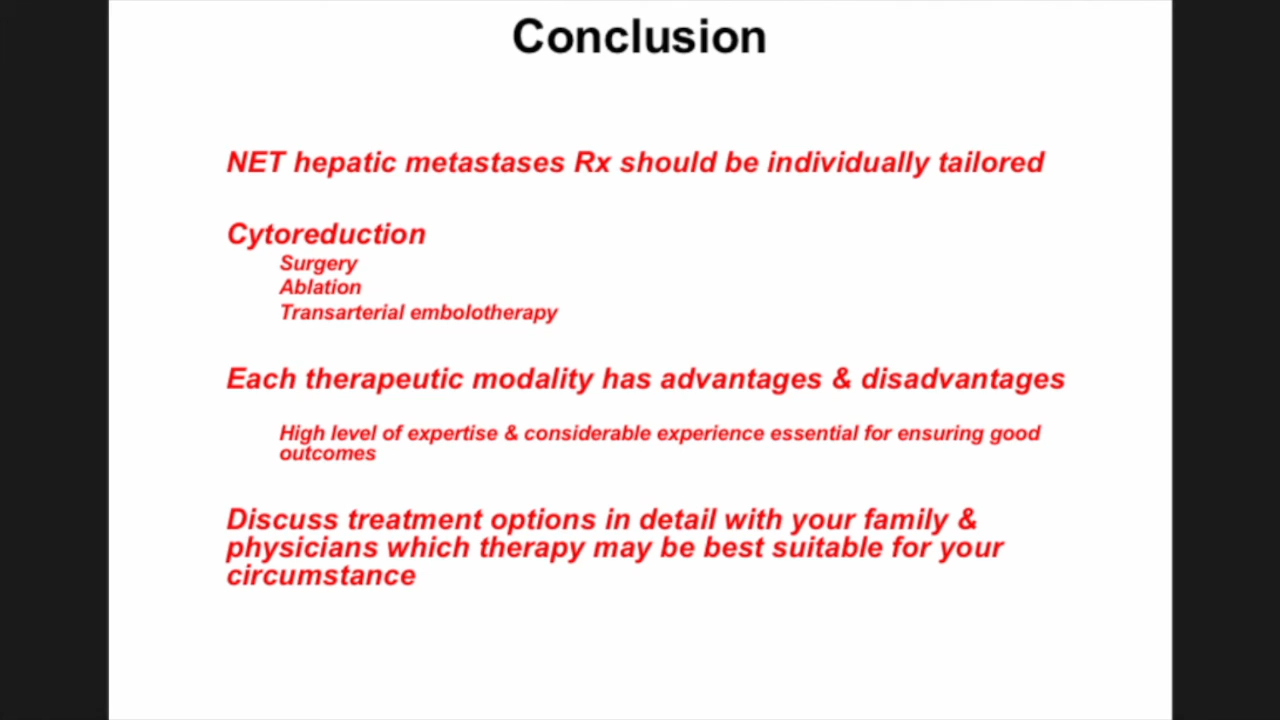 Conclusion
NET hepatic metastases Rx should be individually tailored
Cytoreduction
Surgery
Ablation
Transarterial embolotherapy
Each therapeutic modality has advantages & disadvantages
High level of expertise & considerable experience essential for ensuring good
outcomes
Discuss treatment options in detail with your family &
physicians which therapy may be best suitable for your
circumstance